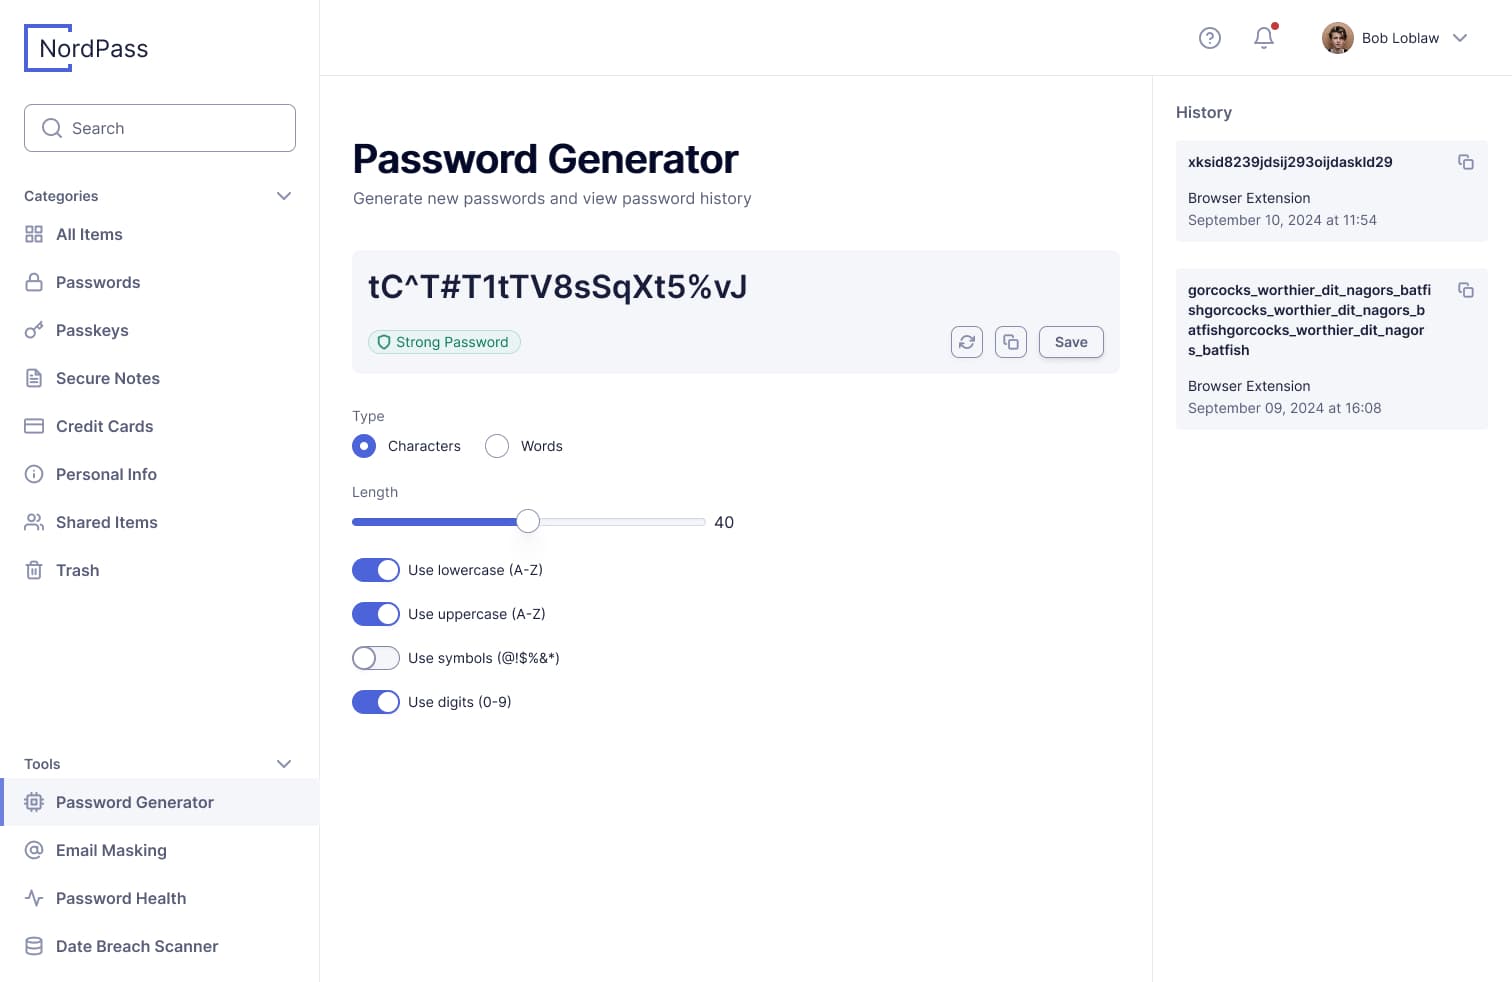 NordPass
Search
Categories
All Items
Passwords
Passkeys
Secure Notes
Credit Cards
Personal Info
Shared Items
Trash
Tools
Password Generator
Email Masking
Password Health
Date Breach Scanner
Bob Loblaw
Password Generator
Generate new passwords and view password history
tC^T#T1tTV8sSqXt5%vJ
Strong Password
Save
Type
Characters
Words
Length
40
Use lowercase (A-Z)
Use uppercase (A-Z)
Use symbols (@!$%&*)
Use digits (0-9)
History
xksid8239jdsij293oijdaskld29
Browser Extension
September 10, 2024 at 11:54
gorcocks_worthier_dit_nagors_batfi
shgorcocks_worthier_dit_nagors_b
atfishgorcocks_worthier_dit_nagor
s_batfish
Browser Extension
September 09, 2024 at 16:08